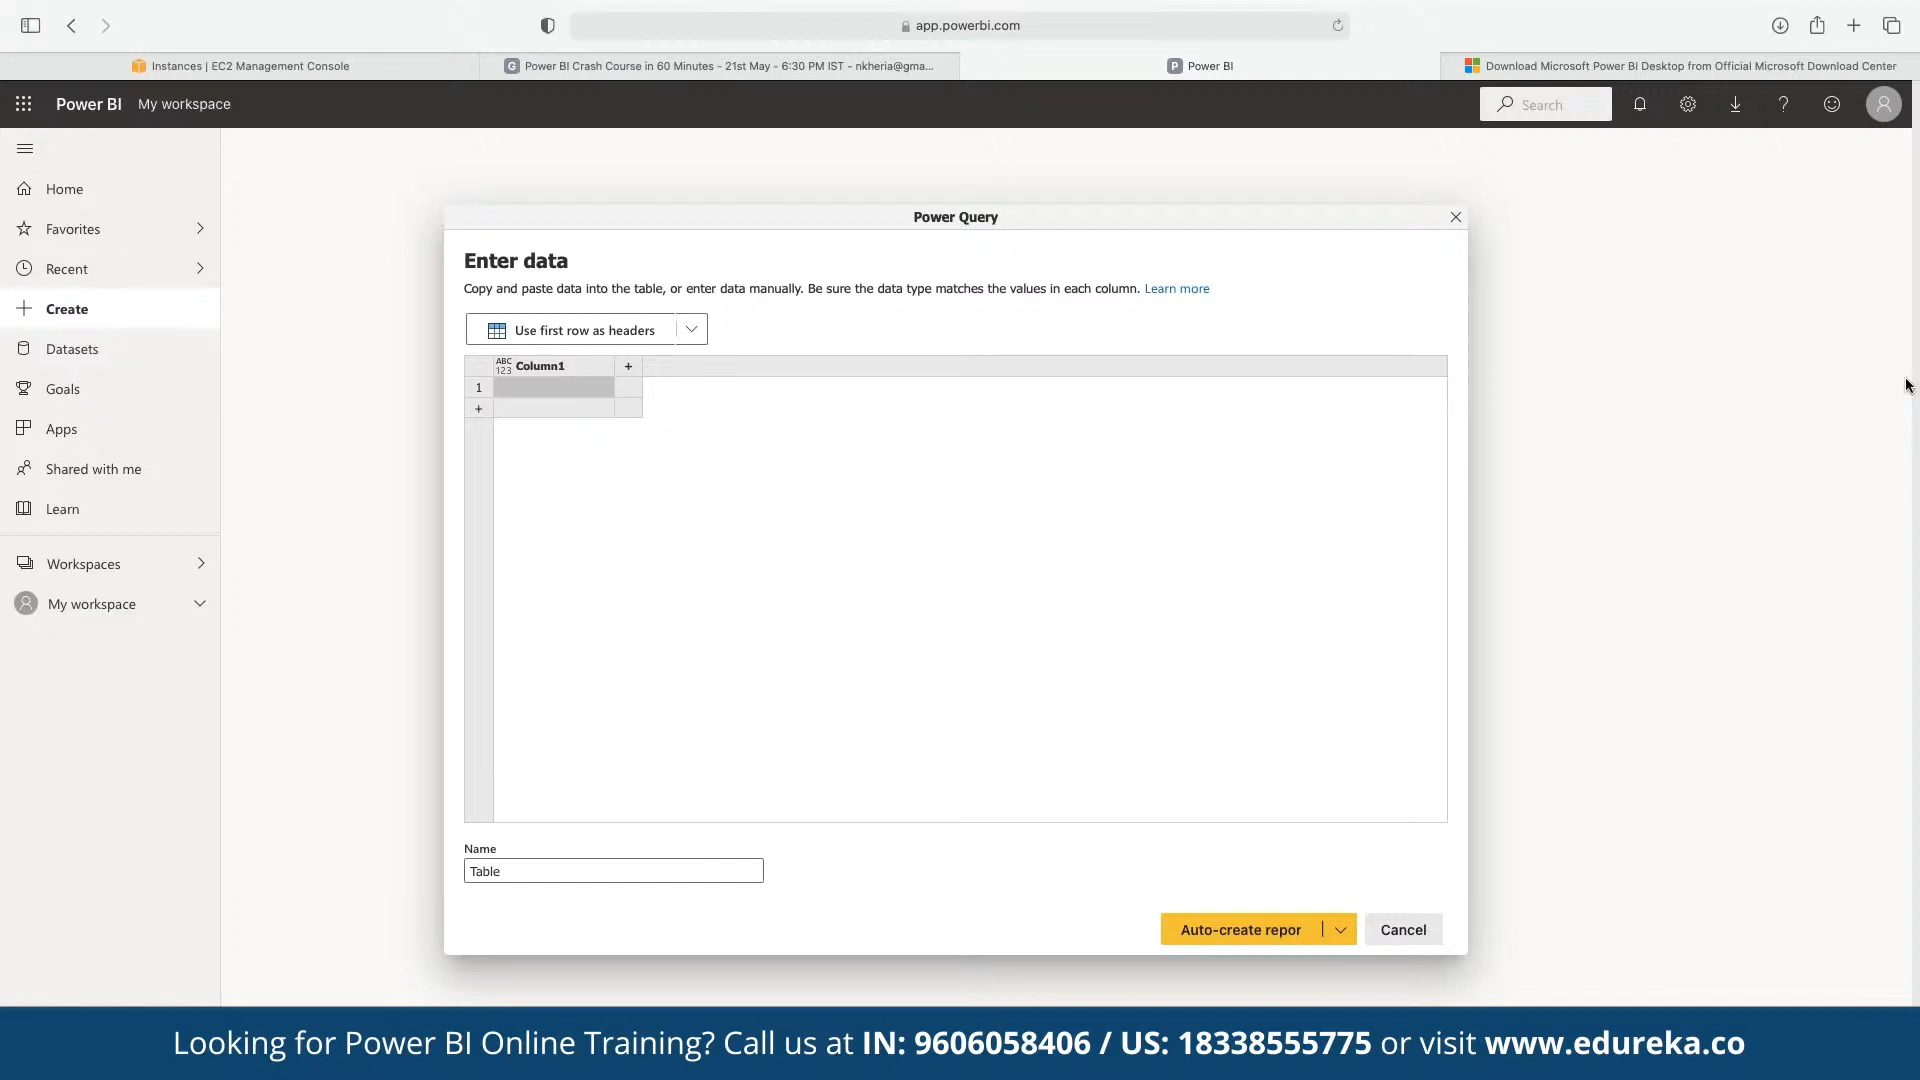 app.powerbi.com
Instances | EC2 Management Console
G Power BI Crash Course in 60 Minutes - 21st May - 6:30 PM IST - nkheria@gma...
P Power BI
Download Microsoft Power BI Desktop from Official Microsoft Download Center
Power BI My workspace
Search
Home
Favorites
Recent
Create
Datasets
Goals
Apps
Shared with me
Learn
Workspaces
My workspace
Power Query
Enter data
Copy and paste data into the table, or enter data manually. Be sure the data type matches the values in each column. Learn more
Use first row as headers
ABC 123 Column1 +
1
+
Name
Table
Auto-create repor
Cancel
Looking for Power BI Online Training? Call us at IN: 9606058406 / US: 18338555775 or visit www.edureka.co